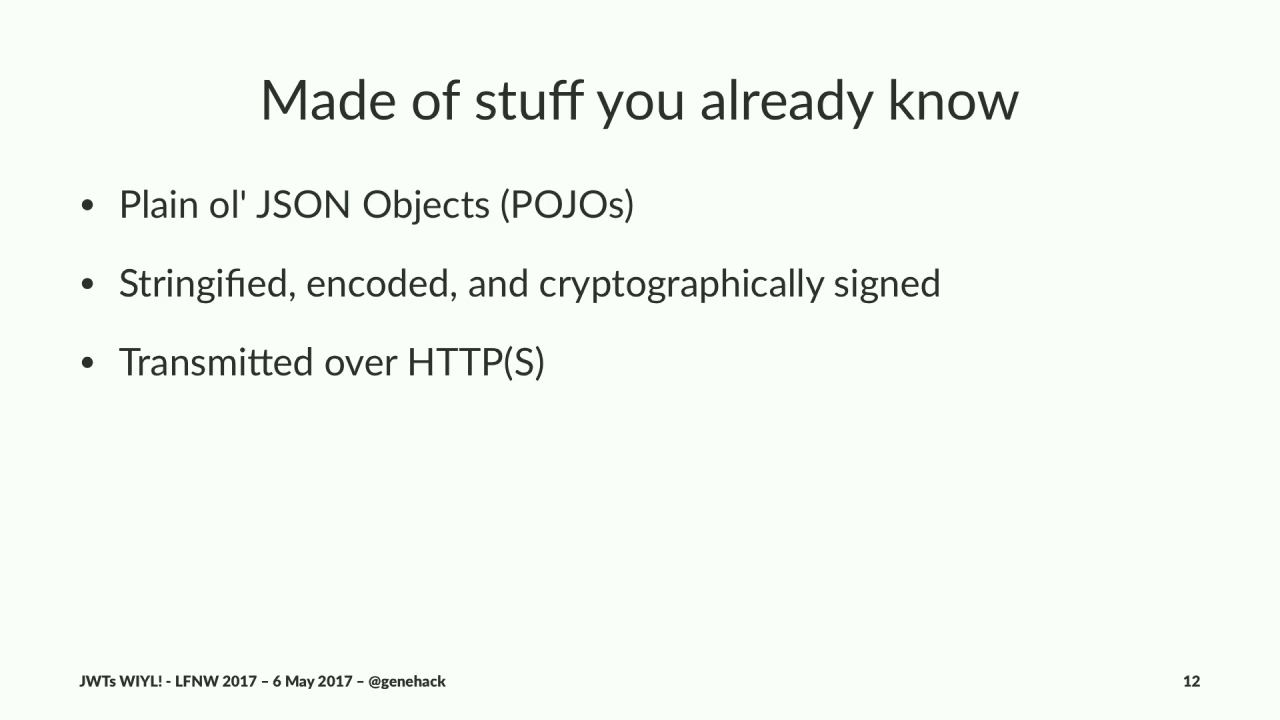 Made of stuff you already know
• Plain ol' JSON Objects (POJOs)
• Stringified, encoded, and cryptographically signed
• Transmitted over HTTP(S)
JWTs WIYL! - LFNW 2017 – 6 May 2017 – @genehack
12